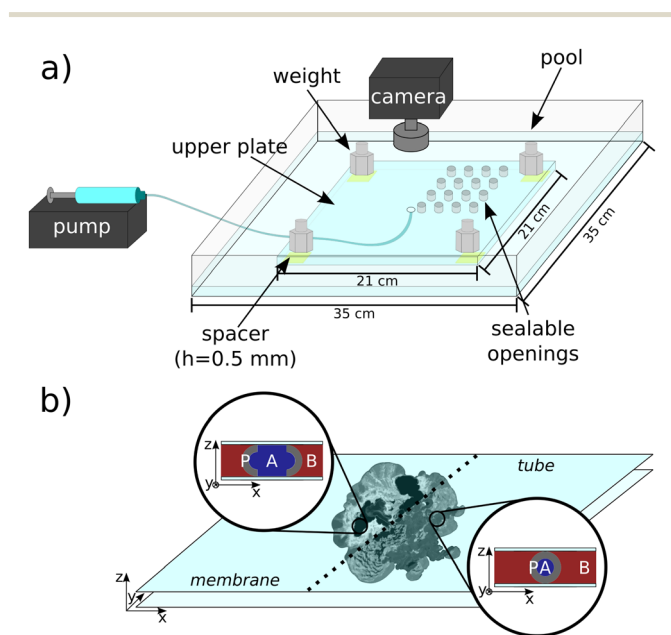 a)
weight
camera
pool
upper plate
pump
21 cm
21 cm
35 cm
35 cm
spacer
(h=0.5 mm)
sealable
openings
b)
z
P A B
y x
tube
membrane
z
y
x
z
PA B
y x